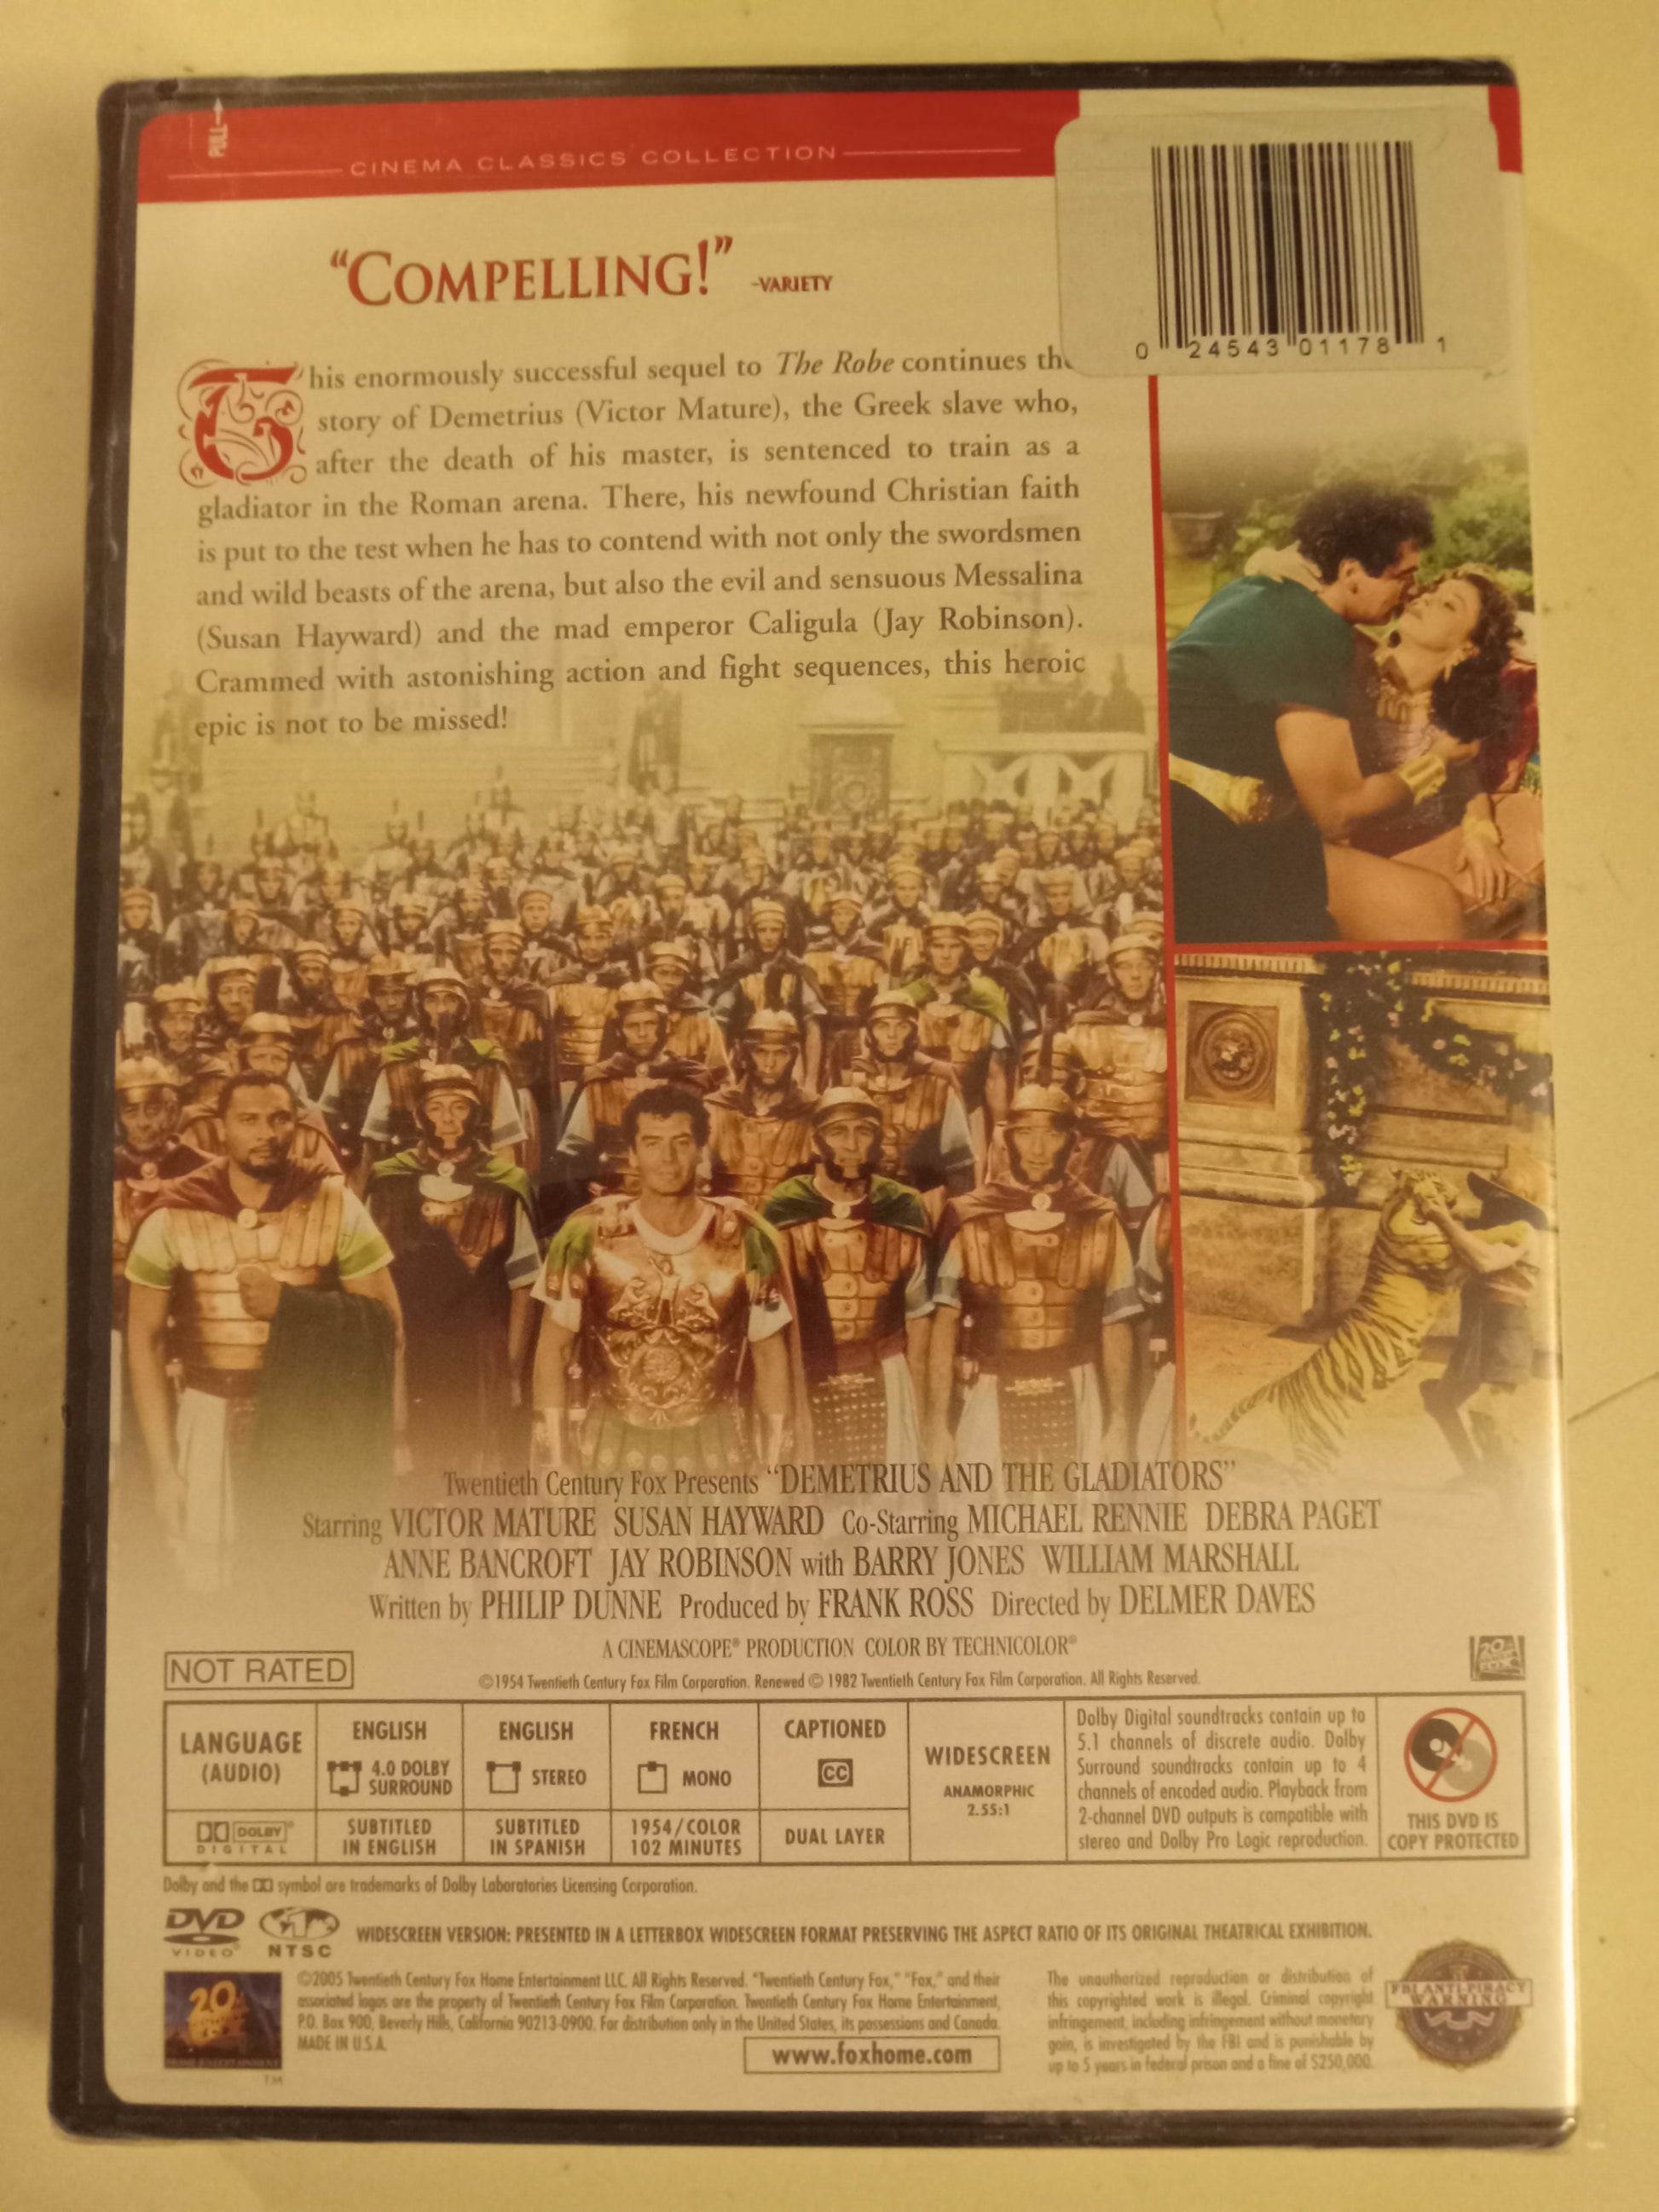 PULL
CINEMA CLASSICS COLLECTION
“COMPELLING!” -VARIETY
0 24543 01178 1
This enormously successful sequel to The Robe continues the
story of Demetrius (Victor Mature), the Greek slave who,
after the death of his master, is sentenced to train as a
gladiator in the Roman arena. There, his newfound Christian faith
is put to the test when he has to contend with not only the swordsmen
and wild beasts of the arena, but also the evil and sensuous Messalina
(Susan Hayward) and the mad emperor Caligula (Jay Robinson).
Crammed with astonishing action and fight sequences, this heroic
epic is not to be missed!
Twentieth Century Fox Presents “DEMETRIUS AND THE GLADIATORS”
Starring VICTOR MATURE SUSAN HAYWARD Co-Starring MICHAEL RENNIE DEBRA PAGET
ANNE BANCROFT JAY ROBINSON with BARRY JONES WILLIAM MARSHALL
Written by PHILIP DUNNE Produced by FRANK ROSS Directed by DELMER DAVES
A CINEMASCOPE® PRODUCTION COLOR BY TECHNICOLOR®
NOT RATED
©1954 Twentieth Century Fox Film Corporation. Renewed © 1982 Twentieth Century Fox Film Corporation. All Rights Reserved.
LANGUAGE
(AUDIO)
ENGLISH
4.0 DOLBY
SURROUND
ENGLISH
STEREO
FRENCH
MONO
CAPTIONED
CC
WIDESCREEN
ANAMORPHIC
2.55:1
Dolby Digital soundtracks contain up to
5.1 channels of discrete audio. Dolby
Surround soundtracks contain up to 4
channels of encoded audio. Playback from
2-channel DVD outputs is compatible with
stereo and Dolby Pro Logic reproduction.
THIS DVD IS
COPY PROTECTED
DOLBY
DIGITAL
SUBTITLED
IN ENGLISH
SUBTITLED
IN SPANISH
1954/COLOR
102 MINUTES
DUAL LAYER
Dolby and the symbol are trademarks of Dolby Laboratories Licensing Corporation.
DVD
VIDEO
NTSC
WIDESCREEN VERSION: PRESENTED IN A LETTERBOX WIDESCREEN FORMAT PRESERVING THE ASPECT RATIO OF ITS ORIGINAL THEATRICAL EXHIBITION.
20
TM
©2005 Twentieth Century Fox Home Entertainment LLC. All Rights Reserved. "Twentieth Century Fox," "Fox," and their
associated logos are the property of Twentieth Century Fox Film Corporation. Twentieth Century Fox Home Entertainment,
P.O. Box 900, Beverly Hills, California 90213-0900. For distribution only in the United States, its possessions and Canada.
MADE IN U.S.A.
www.foxhome.com
The unauthorized reproduction or distribution of
this copyrighted work is illegal. Criminal copyright
infringement, including infringement without monetary
gain, is investigated by the FBI and is punishable by
up to 5 years in federal prison and a fine of $250,000.
FBI ANTI-PIRACY
WARNING